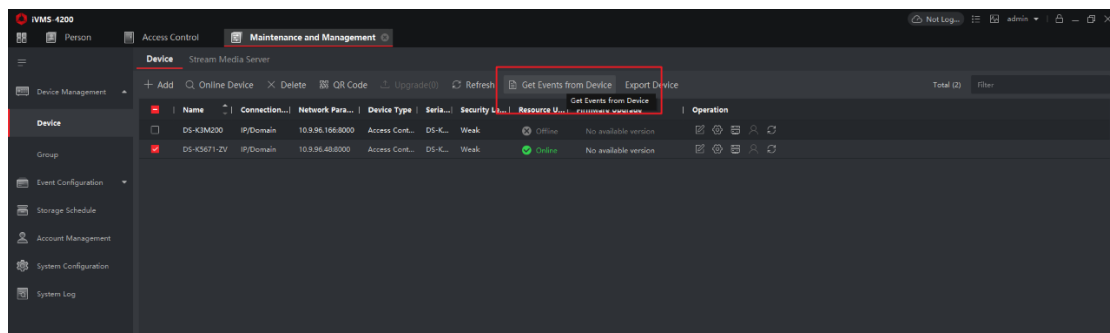 iVMS-4200 Not Log... admin
Person Access Control Maintenance and Management
Device Stream Media Server
Add Online Device Delete QR Code Upgrade(0) Refresh Get Events from Device Export Device Total (2) Filter
Get Events from Device
Name Connection... Network Para... Device Type Seria... Security Le... Resource U... Firmware Upgrade Operation
DS-K3M200 IP/Domain 10.9.96.166:8000 Access Cont... DS-K... Weak Offline No available version
DS-K5671-ZV IP/Domain 10.9.96.48:8000 Access Cont... DS-K... Weak Online No available version
Device Management
Device
Group
Event Configuration
Storage Schedule
Account Management
System Configuration
System Log